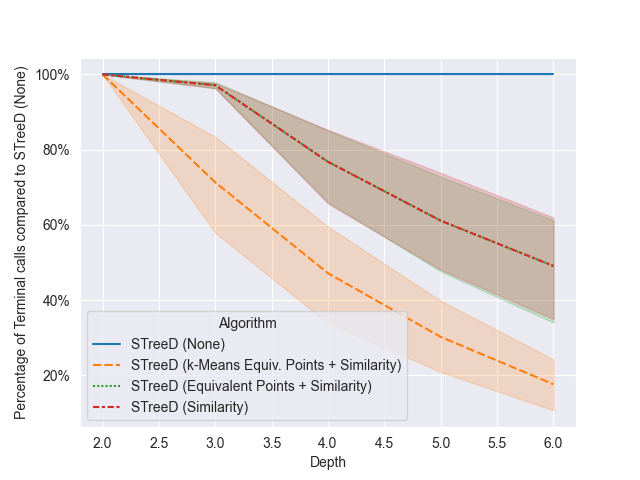 Percentage of Terminal calls compared to STreeD (None)
100%
80%
60%
40%
20%
Algorithm
STreeD (None)
STreeD (k-Means Equiv. Points + Similarity)
STreeD (Equivalent Points + Similarity)
STreeD (Similarity)
2.0 2.5 3.0 3.5 4.0 4.5 5.0 5.5 6.0
Depth